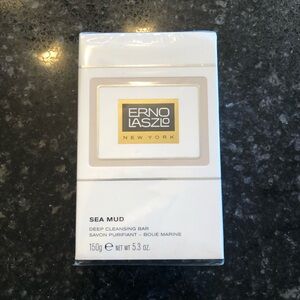 ERNO
LASZLO
NEW YORK
SEA MUD
DEEP CLEANSING BAR
SAVON PURIFIANT - BOUE MARINE
150g ℮ NET WT 5.3 OZ.